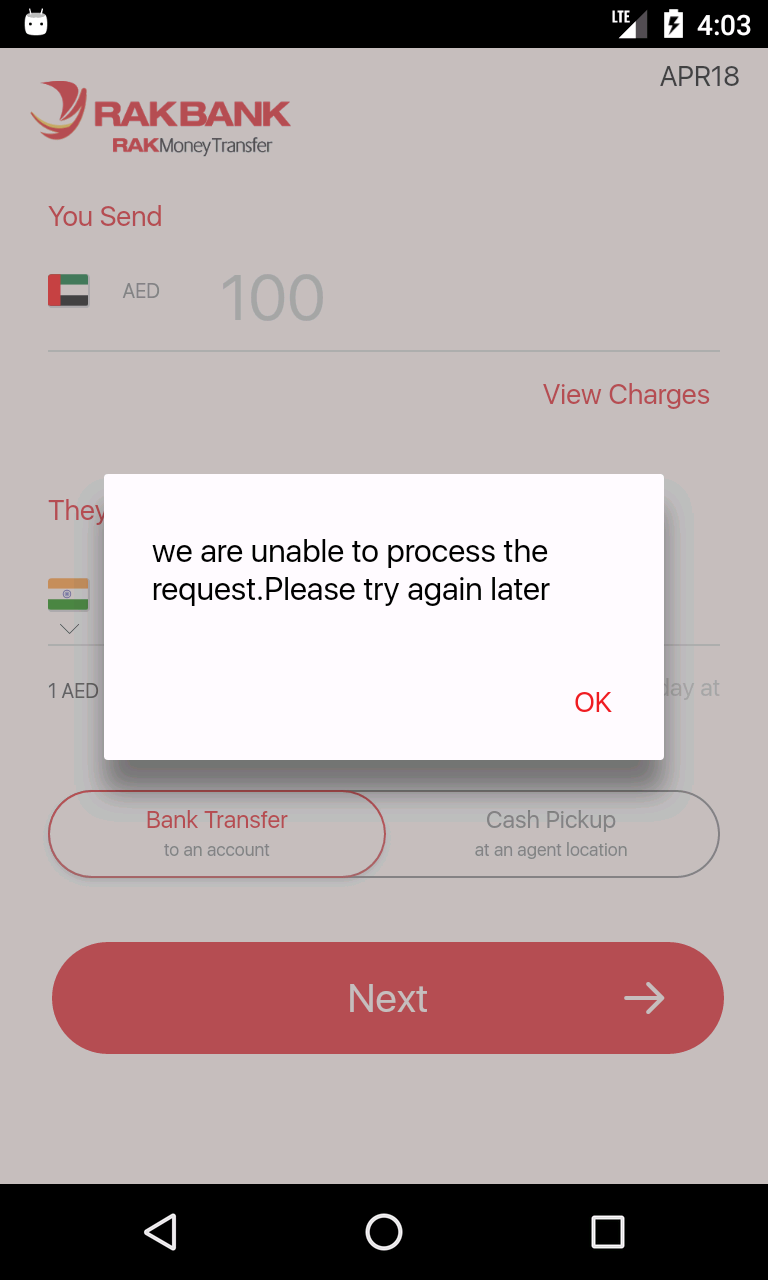 LTE 4:03
APR18
RAKBANK
RAKMoneyTransfer
You Send
AED 100
View Charges
They
we are unable to process the
request.Please try again later
1 AED
at
OK
Bank Transfer
Cash Pickup
to an account
at an agent location
Next